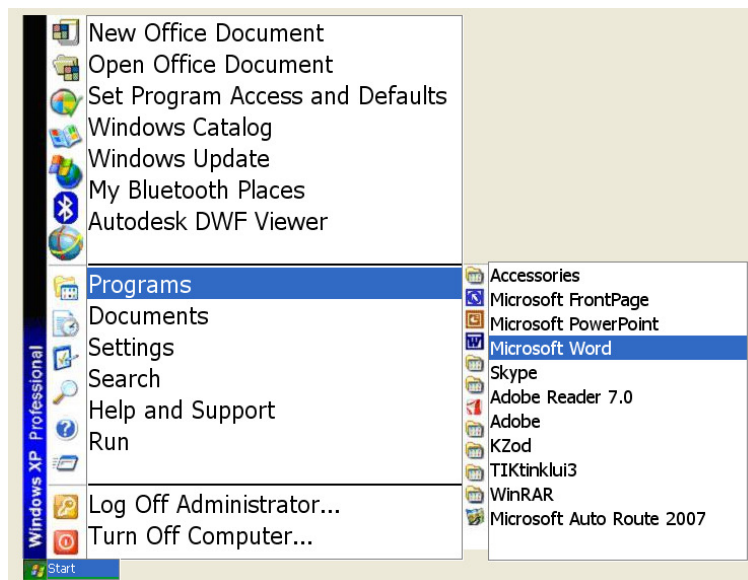 New Office Document
Open Office Document
Set Program Access and Defaults
Windows Catalog
Windows Update
My Bluetooth Places
Autodesk DWF Viewer
Programs
Documents
Settings
Search
Help and Support
Run
Log Off Administrator...
Turn Off Computer...
Windows XP Professional
Start
Accessories
Microsoft FrontPage
Microsoft PowerPoint
Microsoft Word
Skype
Adobe Reader 7.0
Adobe
KZod
TIKtinklui3
WinRAR
Microsoft Auto Route 2007